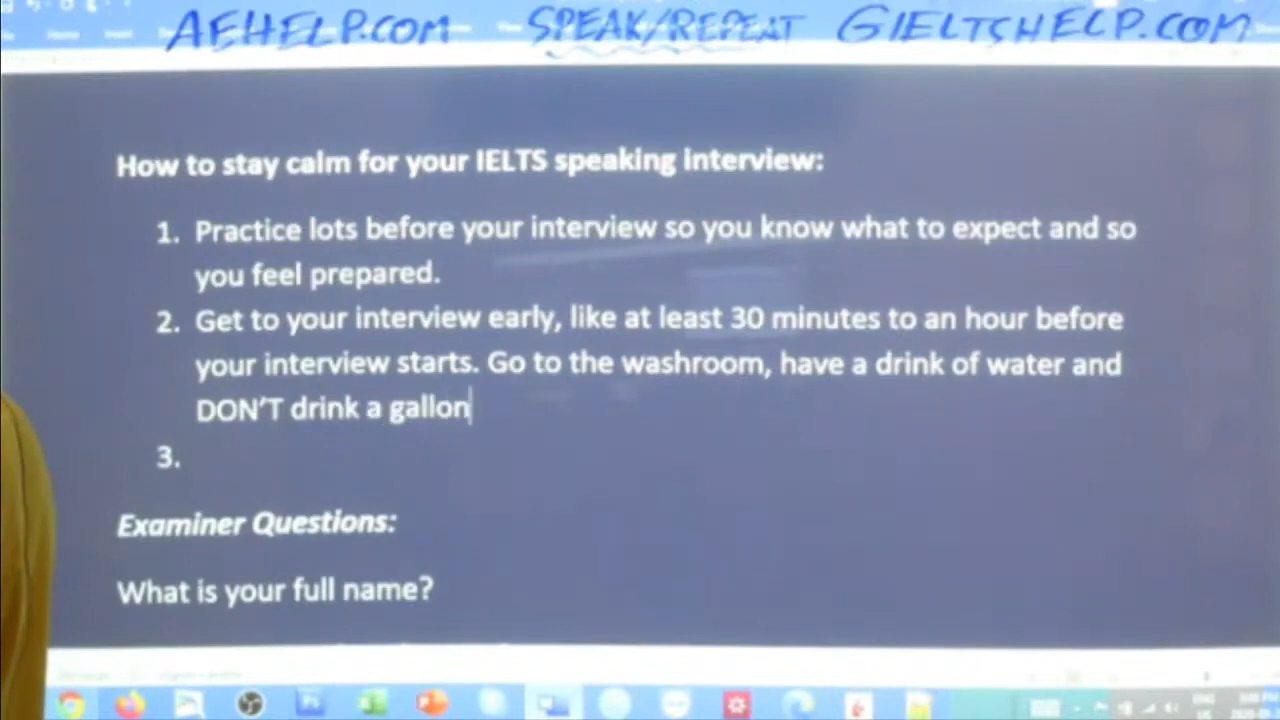 AEHELP.COM SPEAK/REPEAT GIELTSHELP.COM
How to stay calm for your IELTS speaking interview:
1. Practice lots before your interview so you know what to expect and so
you feel prepared.
2. Get to your interview early, like at least 30 minutes to an hour before
your interview starts. Go to the washroom, have a drink of water and
DON'T drink a gallon
3.
Examiner Questions:
What is your full name?